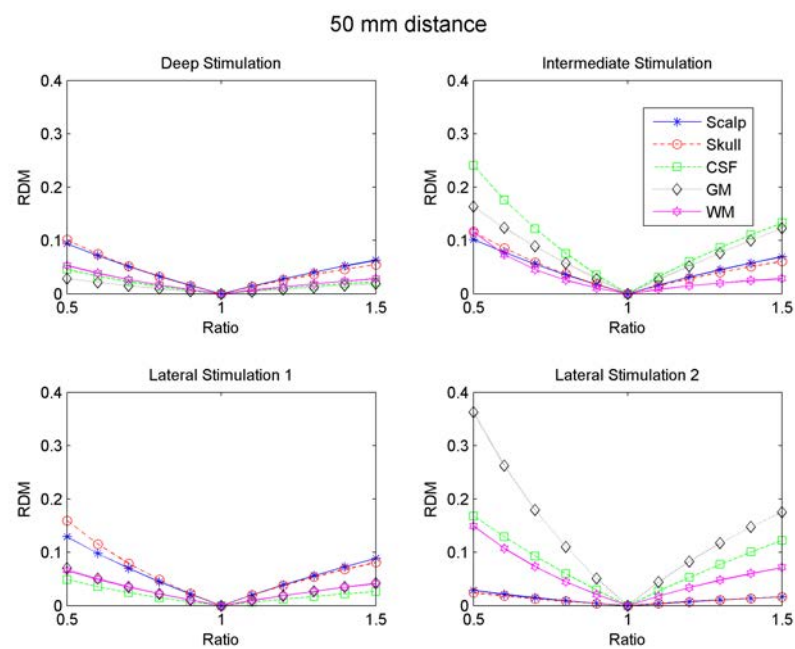 50 mm distance
Deep Stimulation
0.4
0.3
0.2
0.1
0
RDM
0.5
1
1.5
Ratio
Intermediate Stimulation
0.4
0.3
0.2
0.1
0
RDM
Scalp
Skull
CSF
GM
WM
0.5
1
1.5
Ratio
Lateral Stimulation 1
0.4
0.3
0.2
0.1
0
RDM
0.5
1
1.5
Ratio
Lateral Stimulation 2
0.4
0.3
0.2
0.1
0
RDM
0.5
1
1.5
Ratio